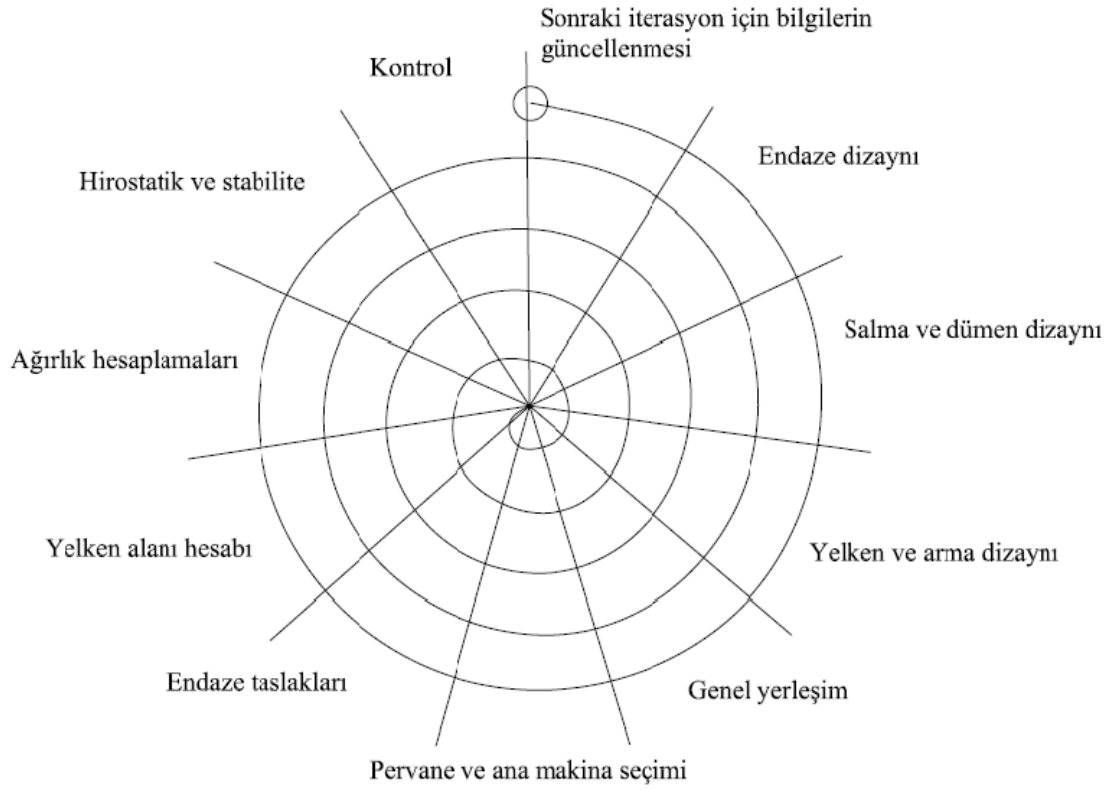 Sonraki iterasyon için bilgilerin
güncellenmesi
Kontrol
Endaze dizaynı
Hirostatik ve stabilite
Salma ve dümen dizaynı
Ağırlık hesaplamaları
Yelken alanı hesabı
Yelken ve arma dizaynı
Endaze taslakları
Genel yerleşim
Pervane ve ana makina seçimi